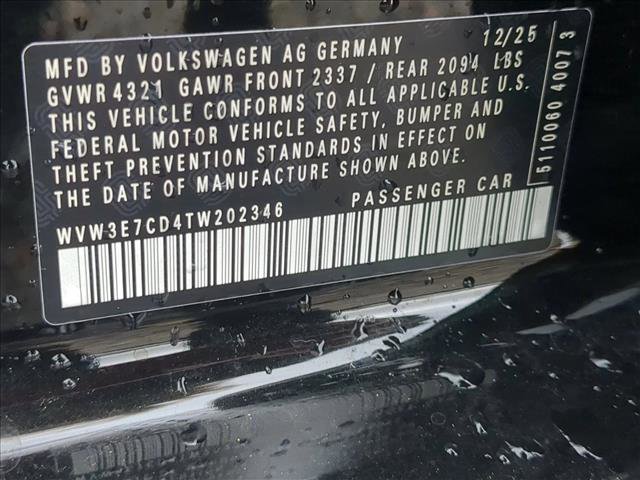 MFD BY VOLKSWAGEN AG GERMANY 12/25
GVWR 4321 GAWR FRONT 2337 / REAR 2094 LBS
THIS VEHICLE CONFORMS TO ALL APPLICABLE U.S.
FEDERAL MOTOR VEHICLE SAFETY, BUMPER AND
THEFT PREVENTION STANDARDS IN EFFECT ON
THE DATE OF MANUFACTURE SHOWN ABOVE.
WVW3E7CD4TW202346 PASSENGER CAR
5110060 4007 3